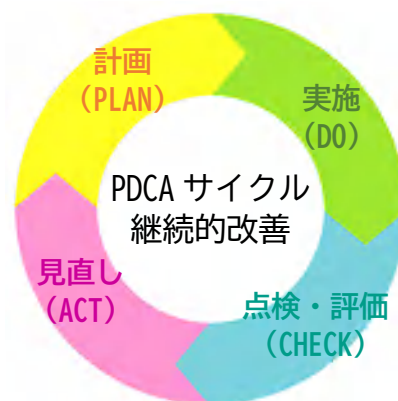 計画
(PLAN)
実施
(DO)
PDCA サイクル
継続的改善
見直し
(ACT)
点検・評価
(CHECK)